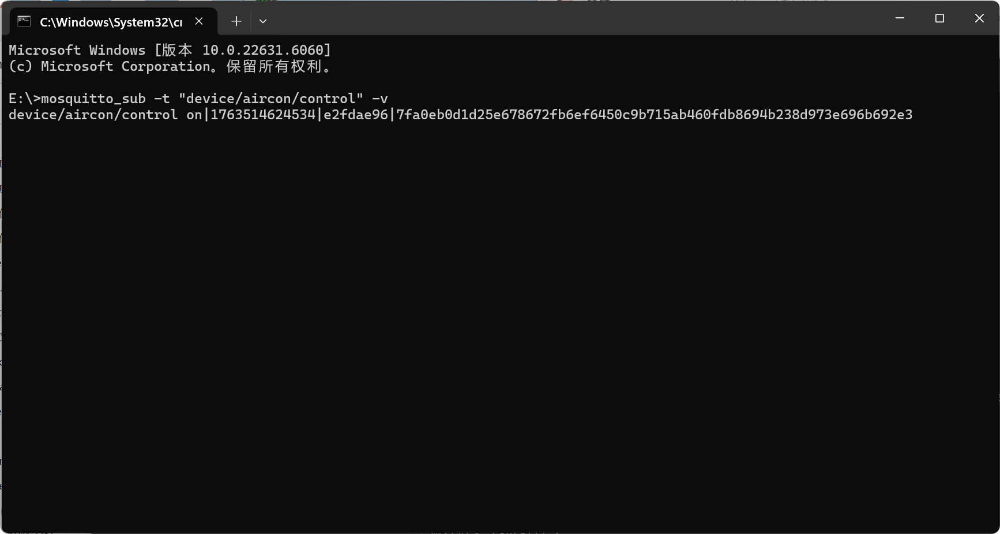 C:\Windows\System32\cr
Microsoft Windows [版本 10.0.22631.6060]
(c) Microsoft Corporation。保留所有权利。
E:\>mosquitto_sub -t "device/aircon/control" -v
device/aircon/control on|1763514624534|e2fdae96|7fa0eb0d1d25e678672fb6ef6450c9b715ab460fdb8694b238d973e696b692e3